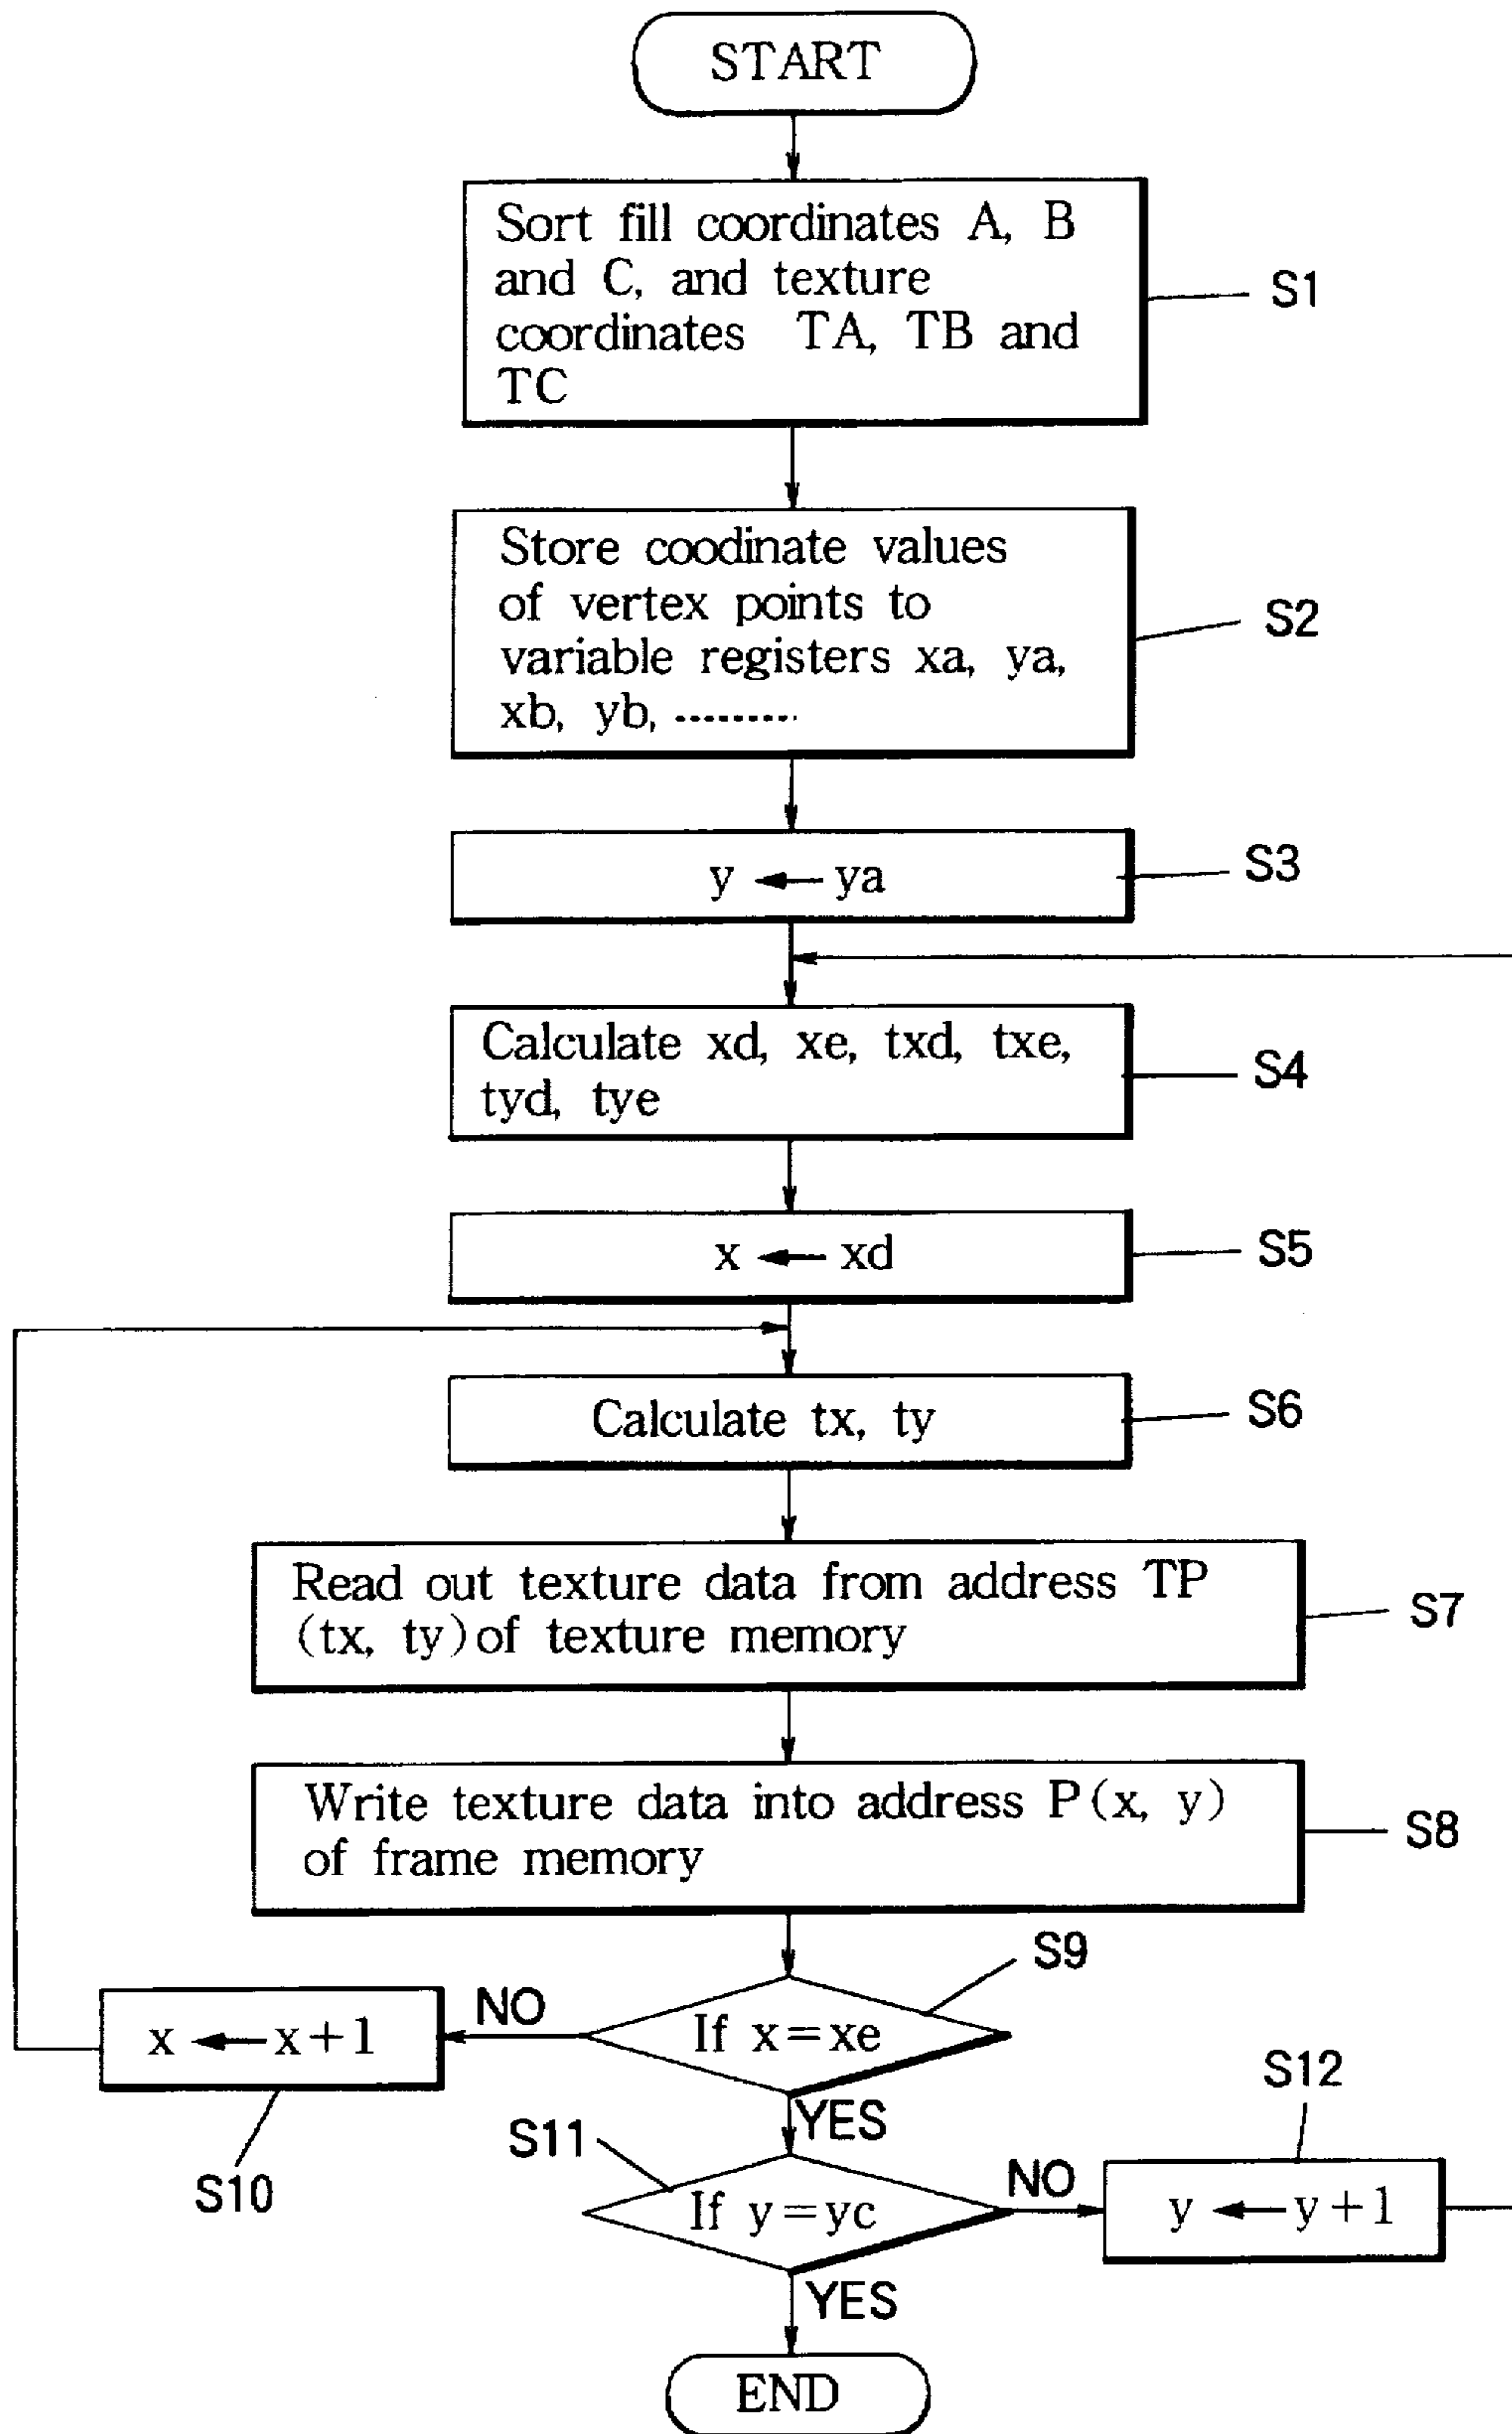 START
Sort fill coordinates A, B
and C, and texture
coordinates TA, TB and
TC
S1
Store coodinate values
of vertex points to
variable registers xa, ya,
xb, yb, ·········
S2
y ← ya
S3
Calculate xd, xe, txd, txe,
tyd, tye
S4
x ← xd
S5
Calculate tx, ty
S6
Read out texture data from address TP
(tx, ty) of texture memory
S7
Write texture data into address P(x, y)
of frame memory
S8
If x=xe
S9
NO
x ← x+1
S10
YES
If y=yc
S11
NO
y ← y+1
S12
YES
END